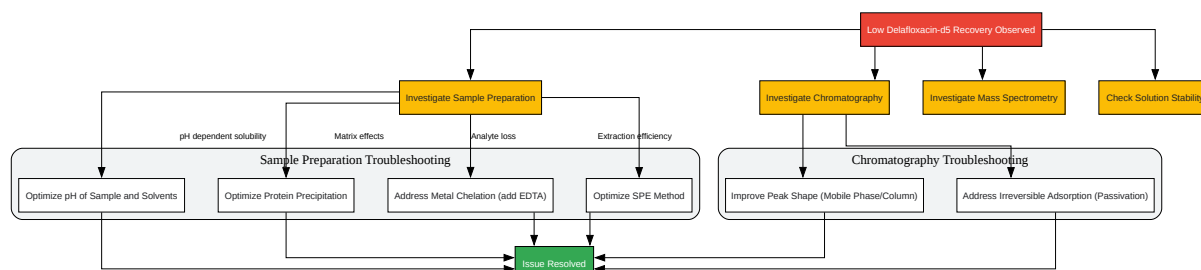 Low Delafloxacin-d5 Recovery Observed
Investigate Sample Preparation
Investigate Chromatography
Investigate Mass Spectrometry
Check Solution Stability
pH dependent solubility
Matrix effects
Analyte loss
Extraction efficiency
Sample Preparation Troubleshooting
Chromatography Troubleshooting
Optimize pH of Sample and Solvents
Optimize Protein Precipitation
Address Metal Chelation (add EDTA)
Optimize SPE Method
Improve Peak Shape (Mobile Phase/Column)
Address Irreversible Adsorption (Passivation)
Issue Resolved